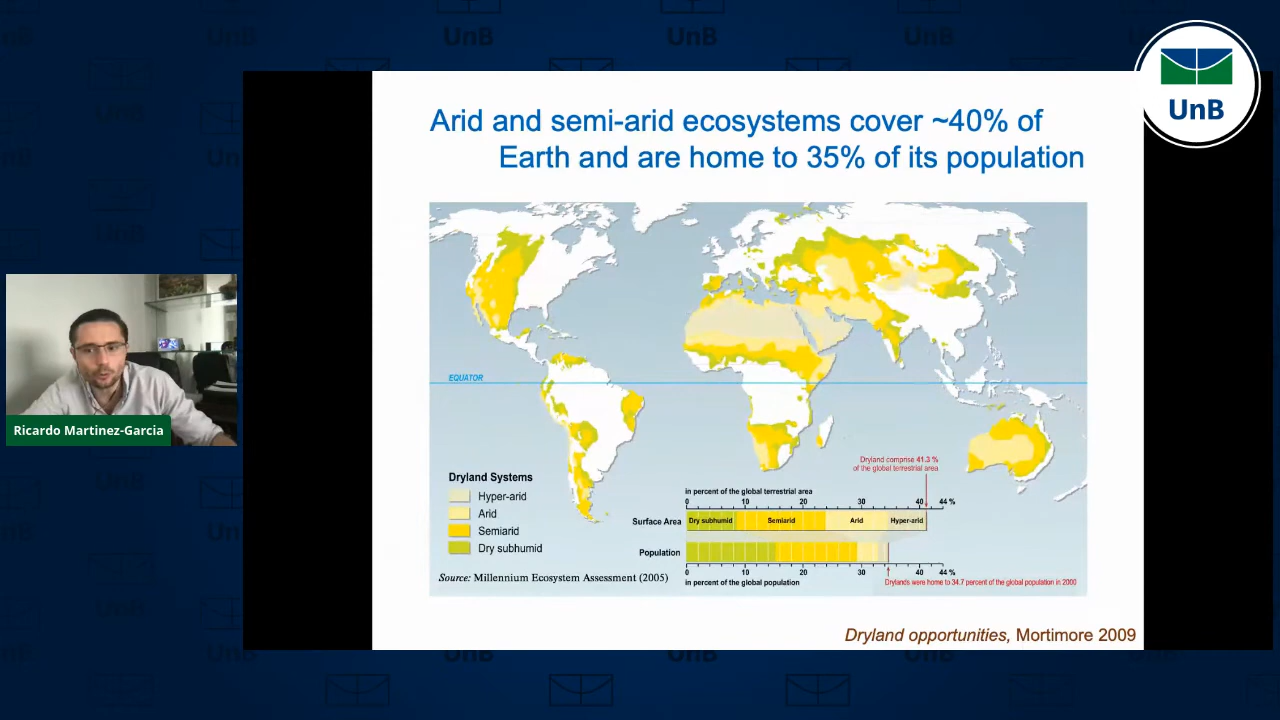 UnB
UnB
UnB
UnB
Arid and semi-arid ecosystems cover ~40% of
Earth and are home to 35% of its population
EQUATOR
Ricardo Martinez-Garcia
Dryland Systems
Hyper-arid
Arid
Semiarid
Dry subhumid
Source: Millennium Ecosystem Assessment (2005)
Dryland comprise 41.3 %
of the global terrestrial area
in percent of the global terrestrial area
0 10 20 30 40 44 %
Surface Area
Dry subhumid Semiarid Arid Hyper-arid
Population
0 10 20 30 40 44 %
in percent of the global population
Drylands were home to 34.7 percent of the global population in 2000
Dryland opportunities, Mortimore 2009